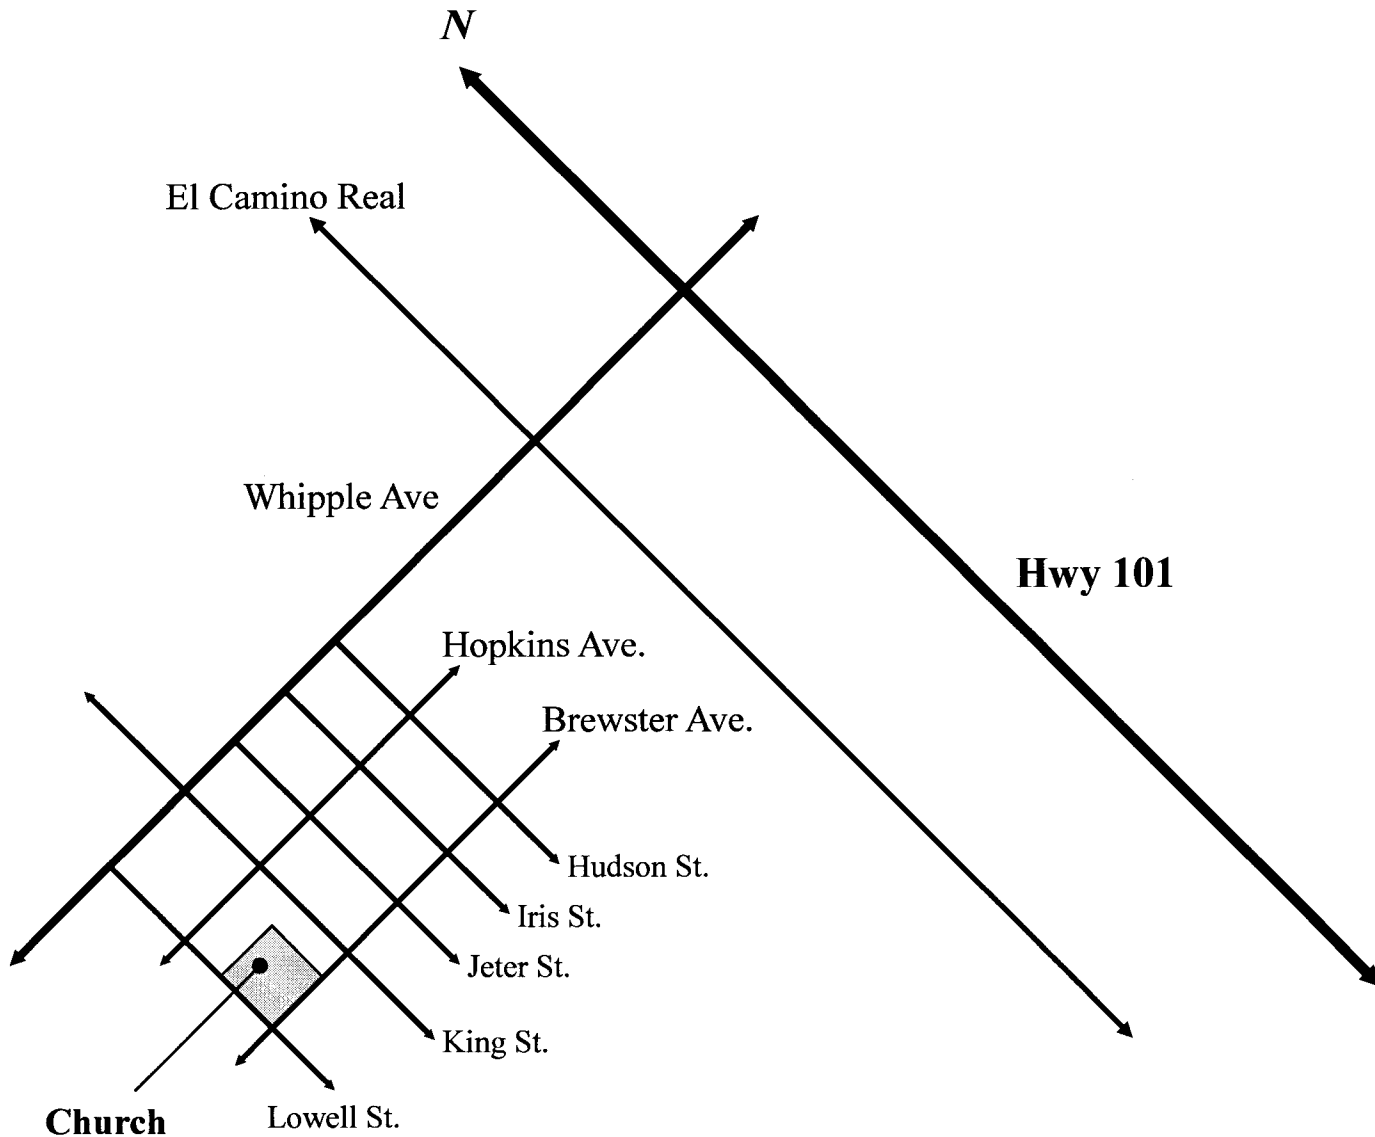 N
El Camino Real
Whipple Ave
Hwy 101
Hopkins Ave.
Brewster Ave.
Hudson St.
Iris St.
Jeter St.
King St.
Church
Lowell St.